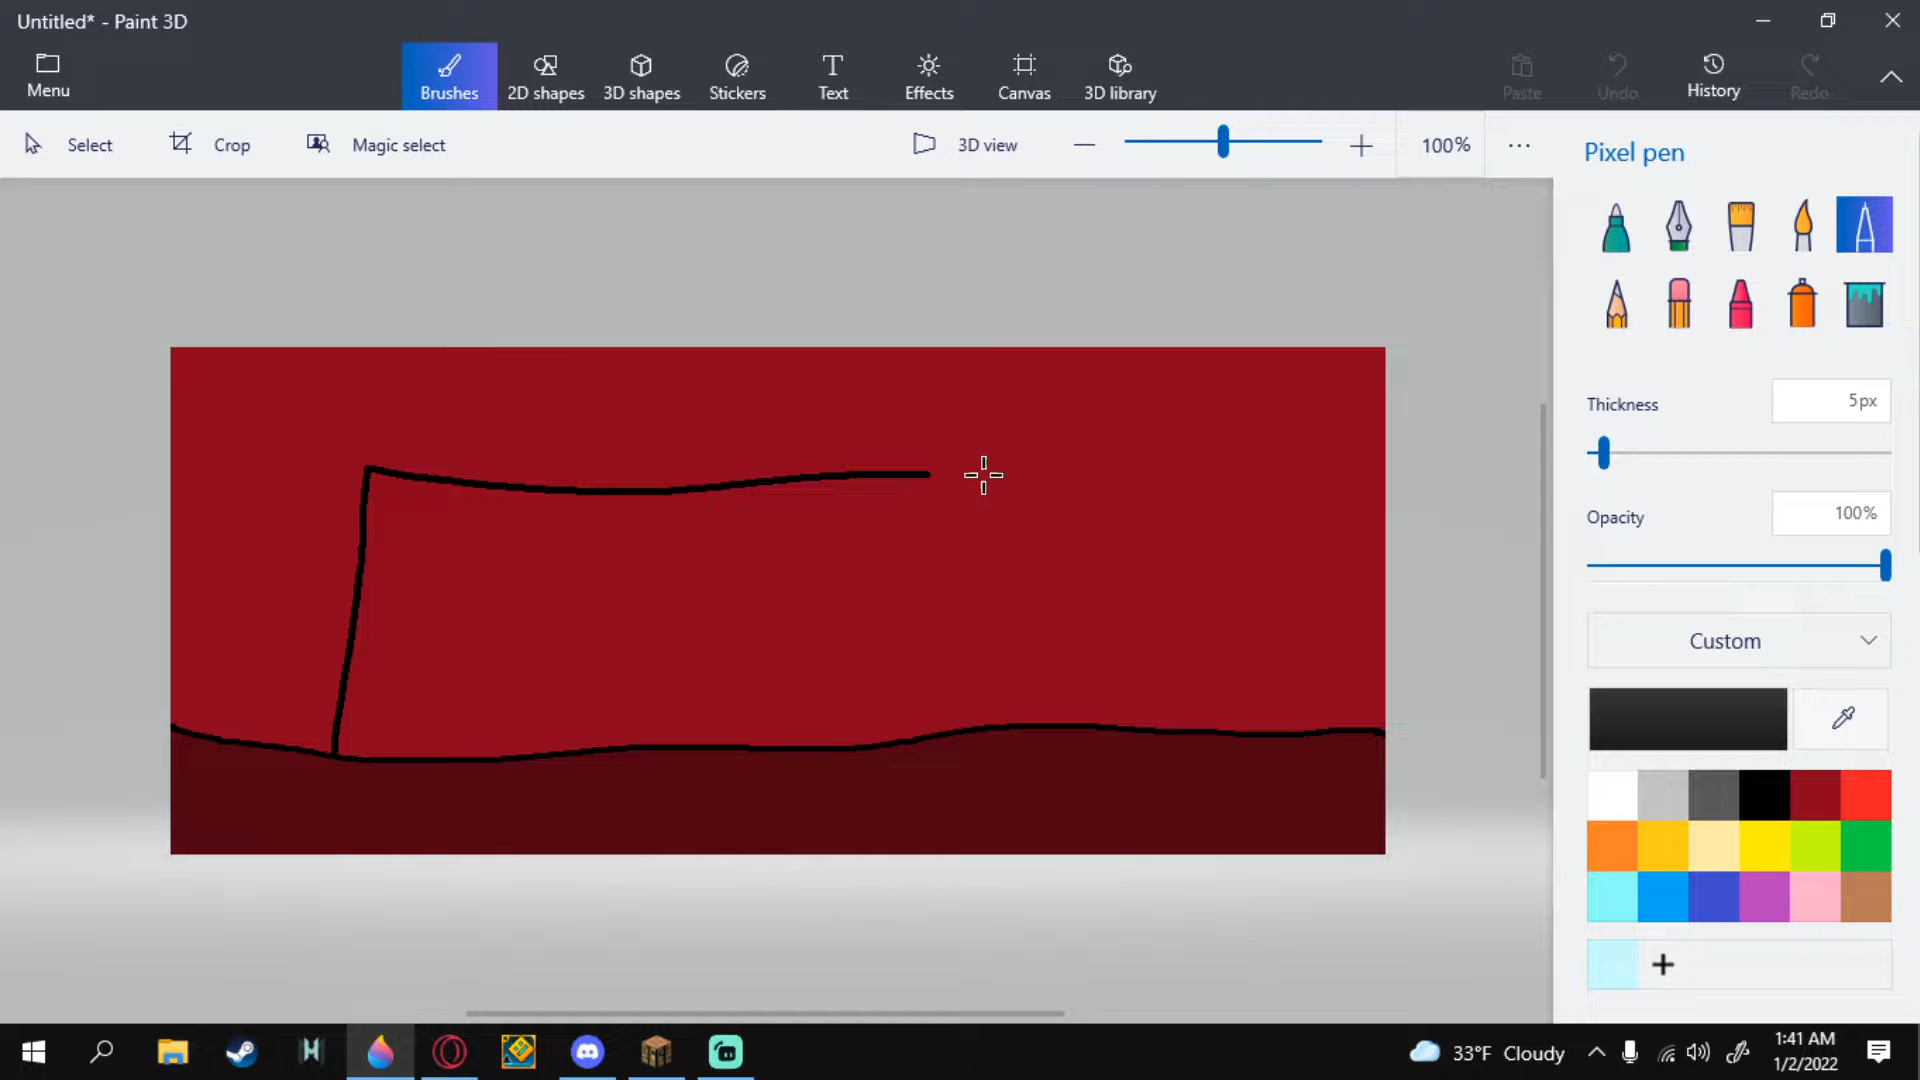 Untitled* - Paint 3D
Menu
Brushes
2D shapes
3D shapes
Stickers
Text
Effects
Canvas
3D library
Paste
Undo
History
Redo
Select
Crop
Magic select
3D view
100%
Pixel pen
Thickness
5px
Opacity
100%
Custom
33°F Cloudy
1:41 AM
1/2/2022